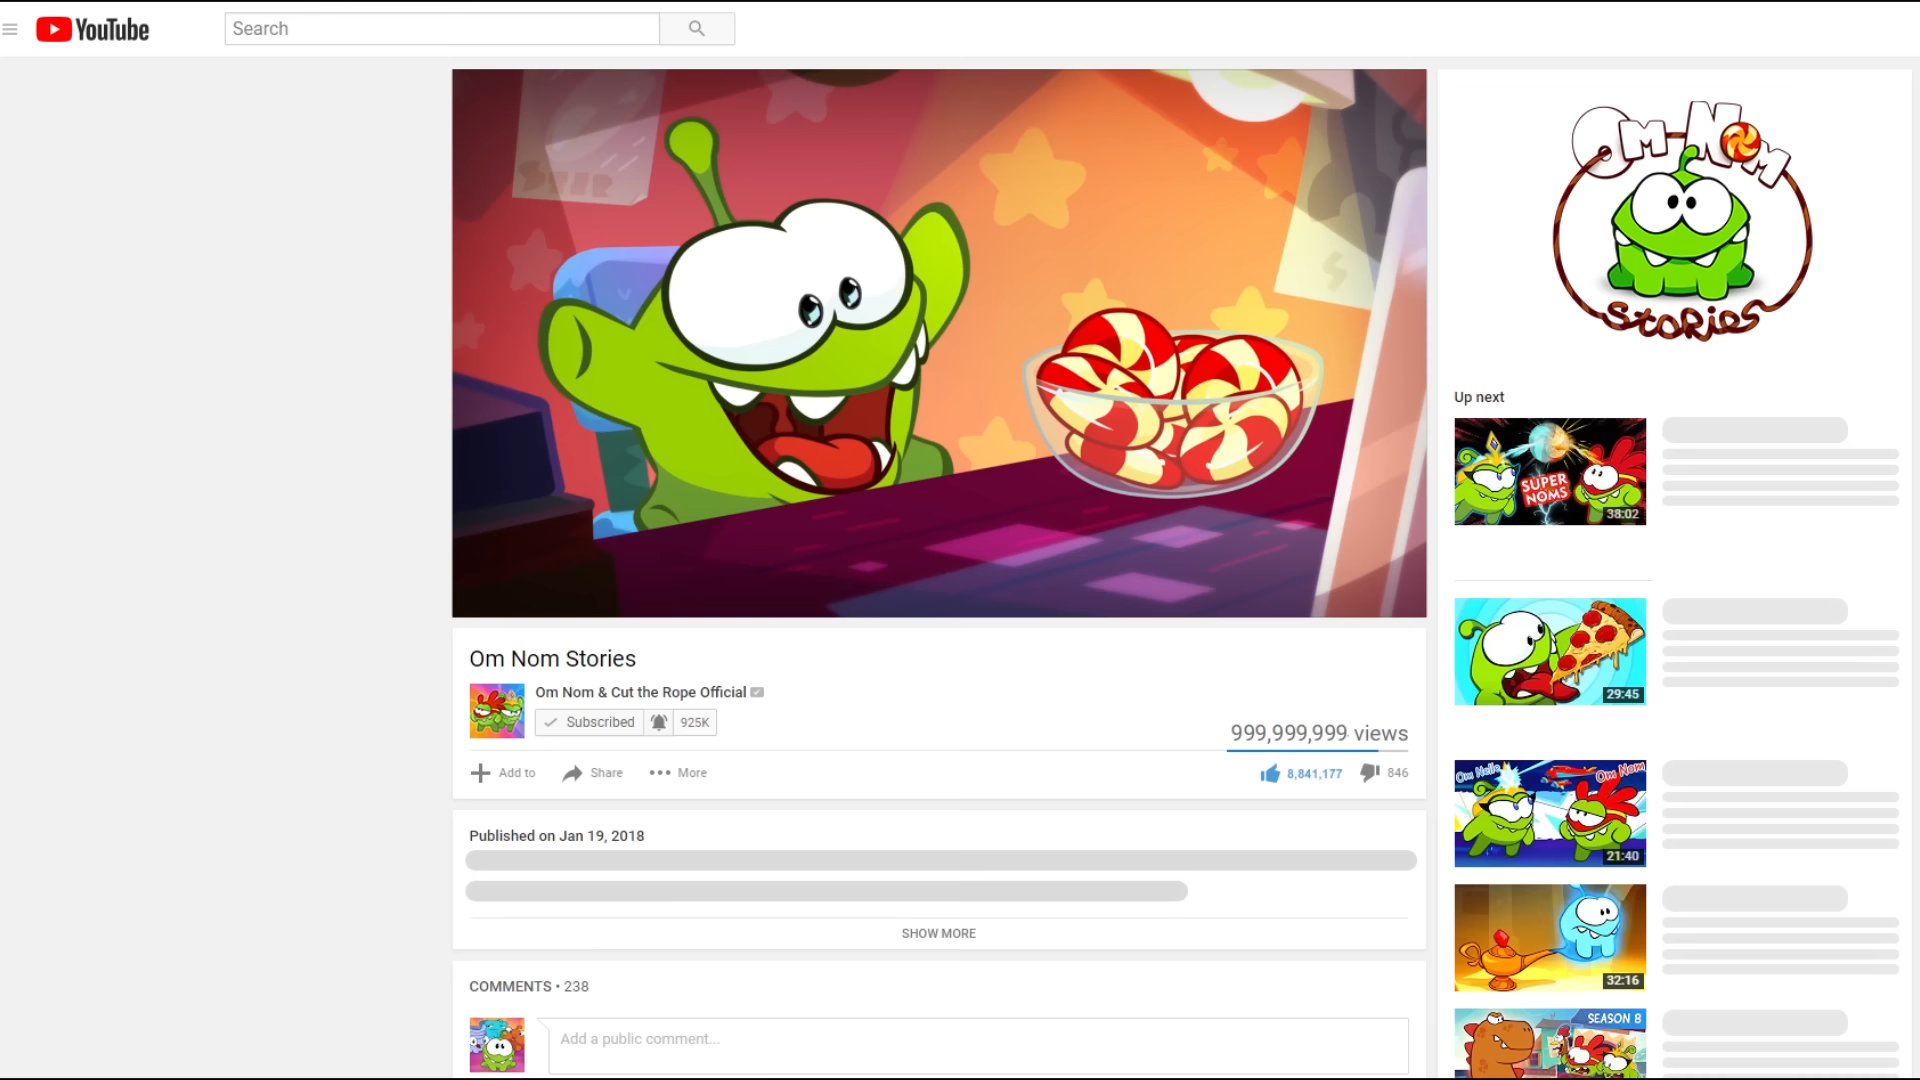 YouTube
Search
OM NOM
STORIES
Up next
SUPER
NOMS
38:02
29:45
Om Nelle
Om Nom
21:40
32:16
SEASON 8
Om Nom Stories
Om Nom & Cut the Rope Official
Subscribed
925K
999,999,999 views
Add to
Share
More
8,841,177
846
Published on Jan 19, 2018
SHOW MORE
COMMENTS • 238
Add a public comment...